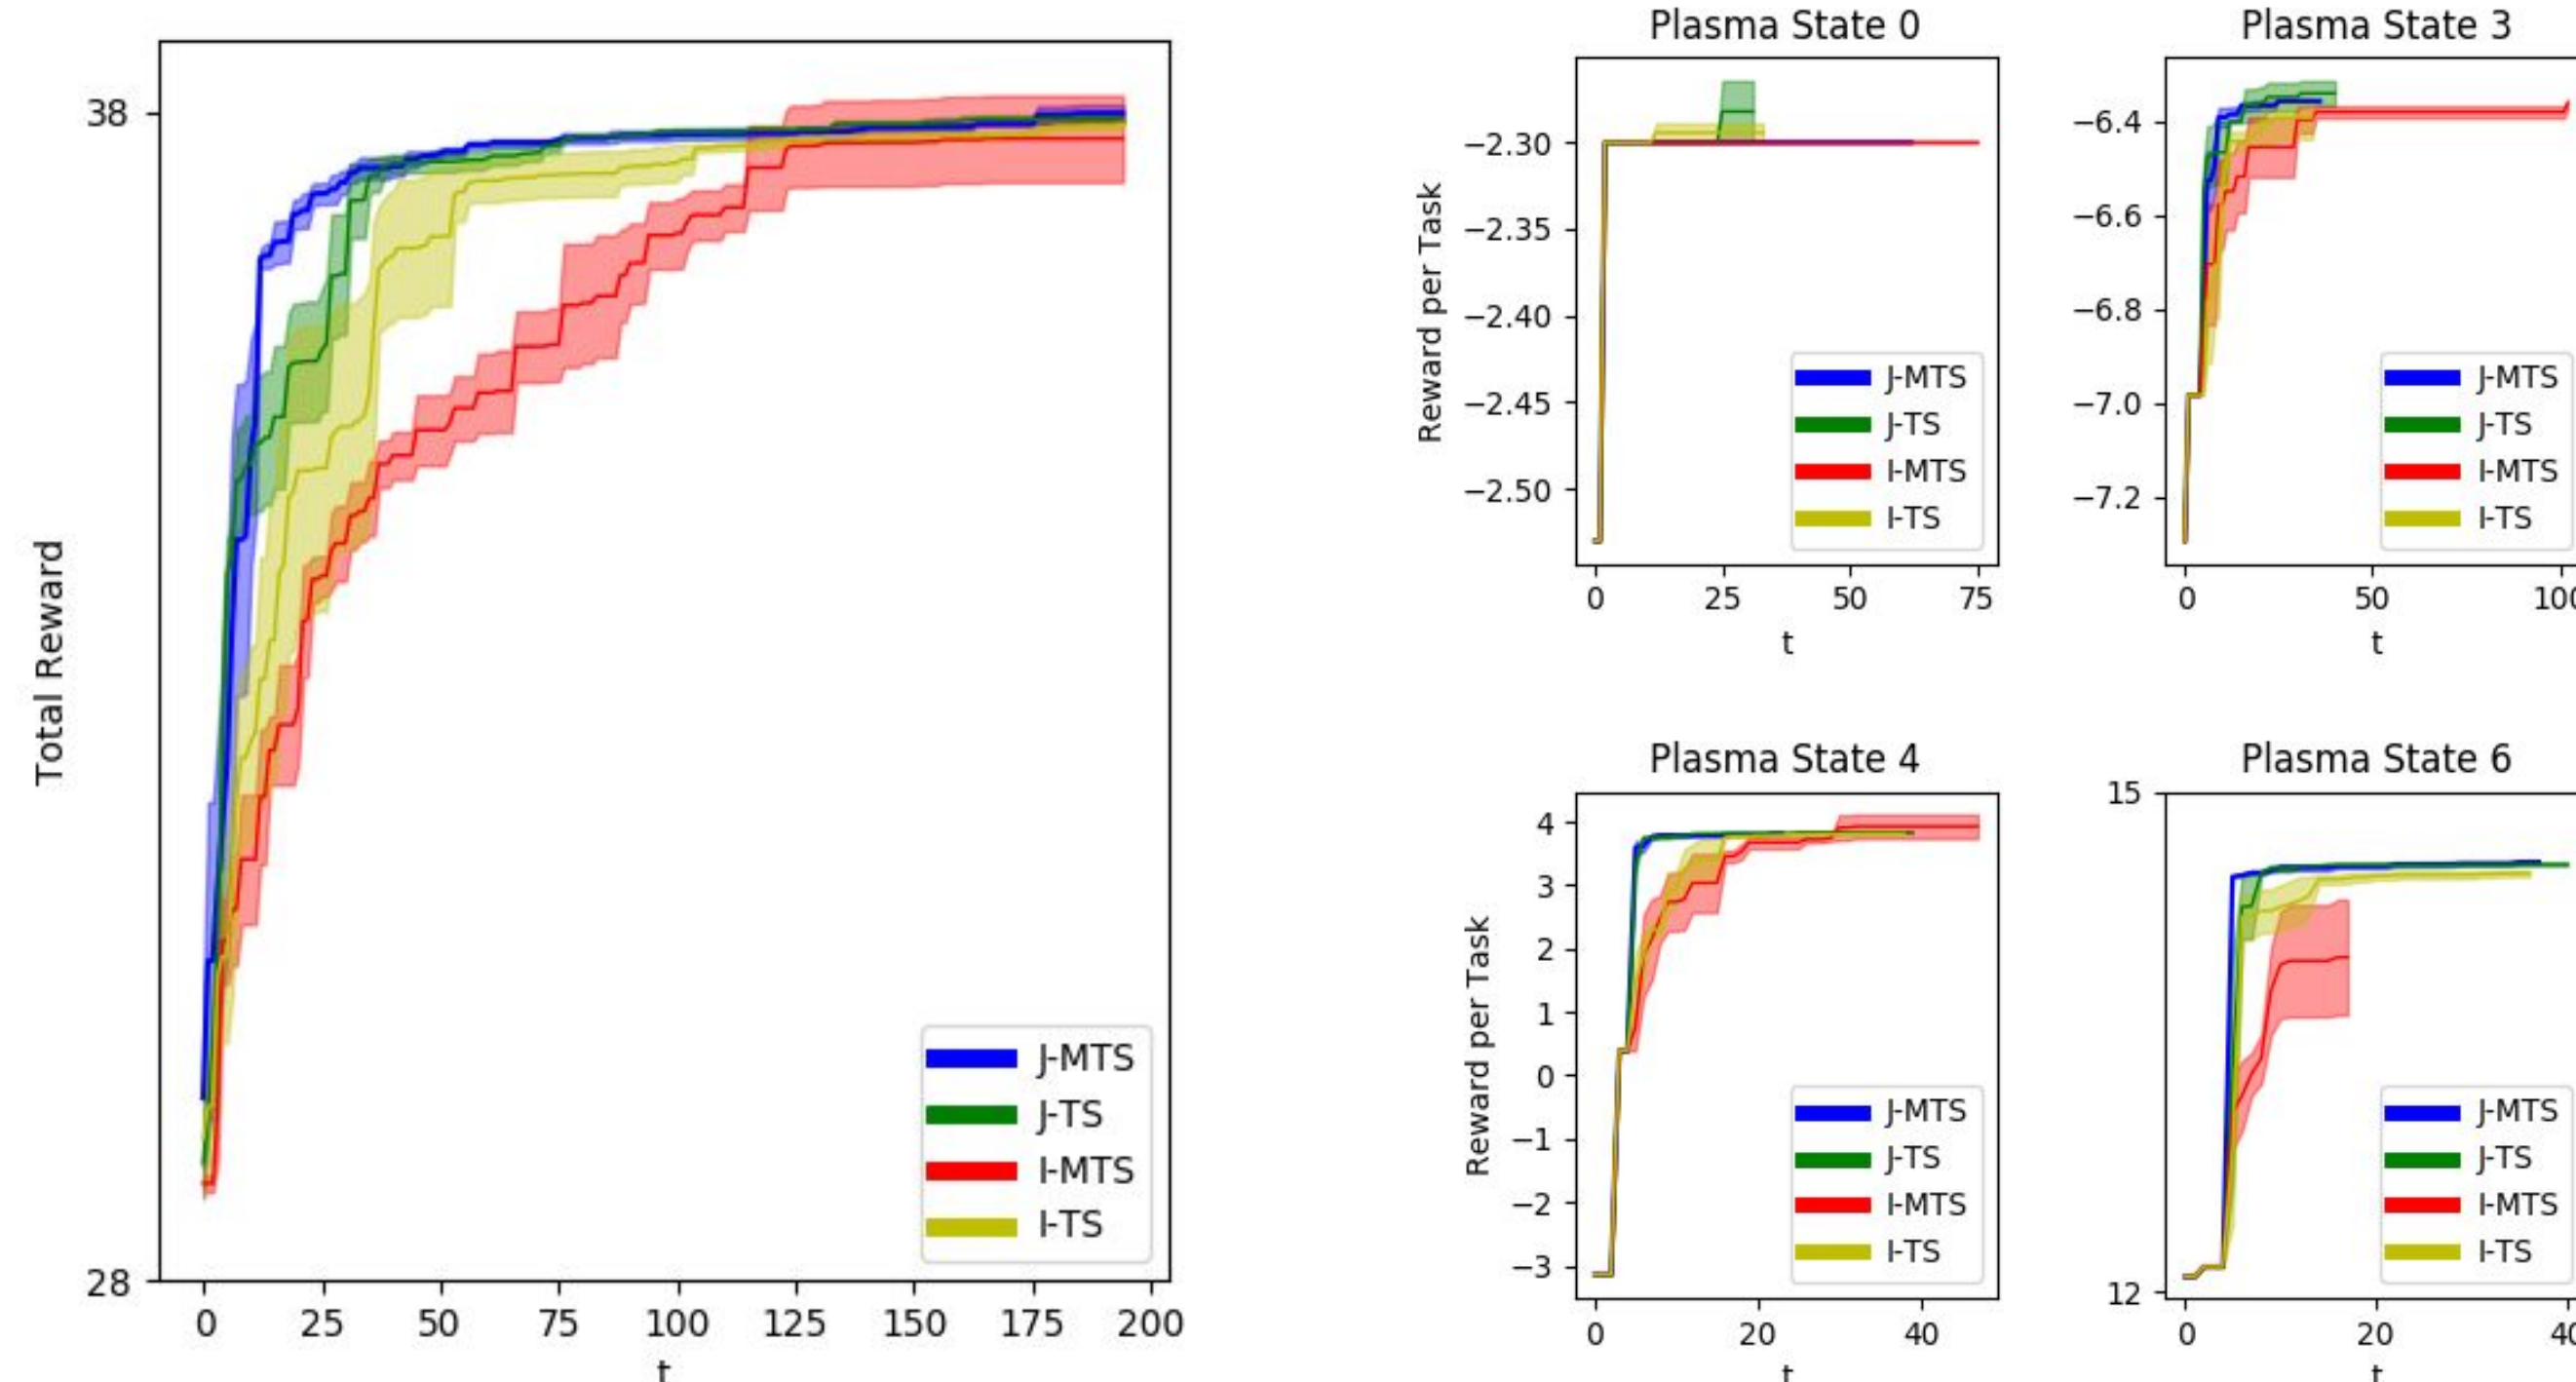 Total Reward
38
28
0 25 50 75 100 125 150 175 200
t
J-MTS
J-TS
I-MTS
I-TS
Plasma State 0
Reward per Task
−2.30
−2.35
−2.40
−2.45
−2.50
0 25 50 75
t
J-MTS
J-TS
I-MTS
I-TS
Plasma State 3
−6.4
−6.6
−6.8
−7.0
−7.2
0 50 100
t
J-MTS
J-TS
I-MTS
I-TS
Plasma State 4
Reward per Task
4
3
2
1
0
−1
−2
−3
0 20 40
t
J-MTS
J-TS
I-MTS
I-TS
Plasma State 6
15
12
0 20 40
t
J-MTS
J-TS
I-MTS
I-TS